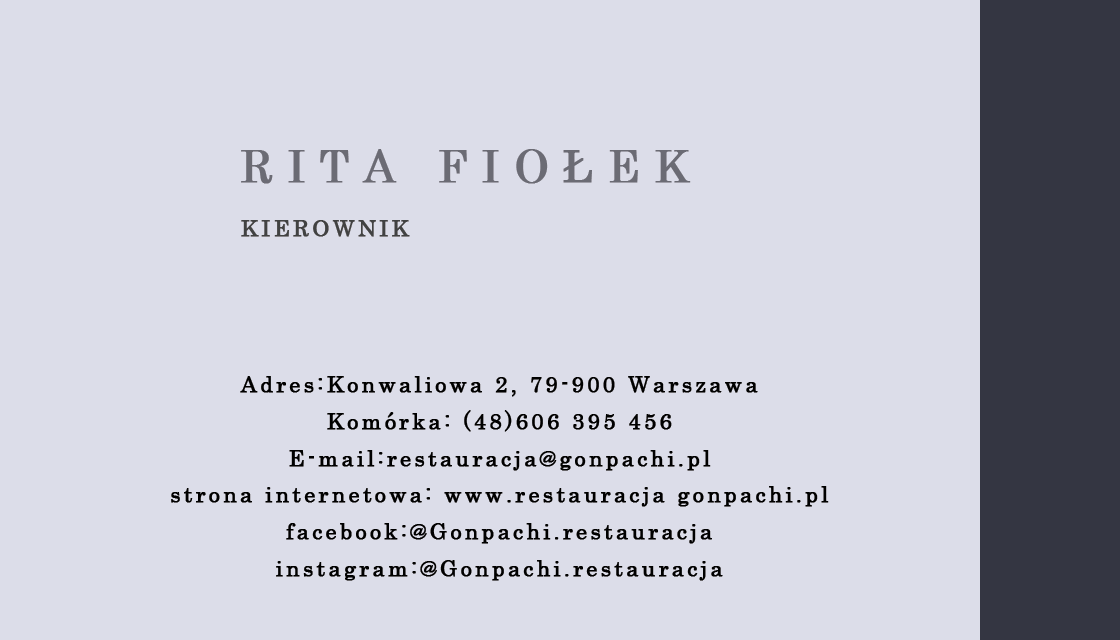 RITA FIOŁEK
KIEROWNIK
Adres:Konwaliowa 2, 79-900 Warszawa
Komórka: (48)606 395 456
E-mail:restauracja@gonpachi.pl
strona internetowa: www.restauracja gonpachi.pl
facebook:@Gonpachi.restauracja
instagram:@Gonpachi.restauracja